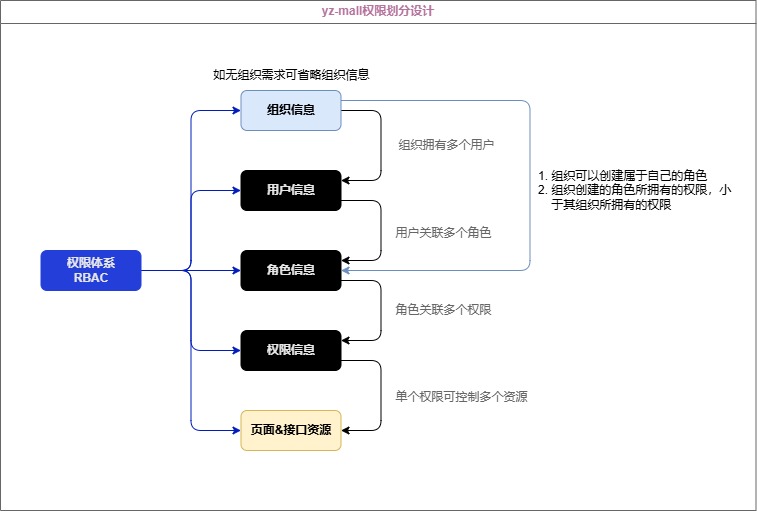 yz-mall权限划分设计
如无组织需求可省略组织信息
组织信息
组织拥有多个用户
1. 组织可以创建属于自己的角色
2. 组织创建的角色所拥有的权限，小
于其组织所拥有的权限
用户信息
用户关联多个角色
权限体系
RBAC
角色信息
角色关联多个权限
权限信息
单个权限可控制多个资源
页面&接口资源